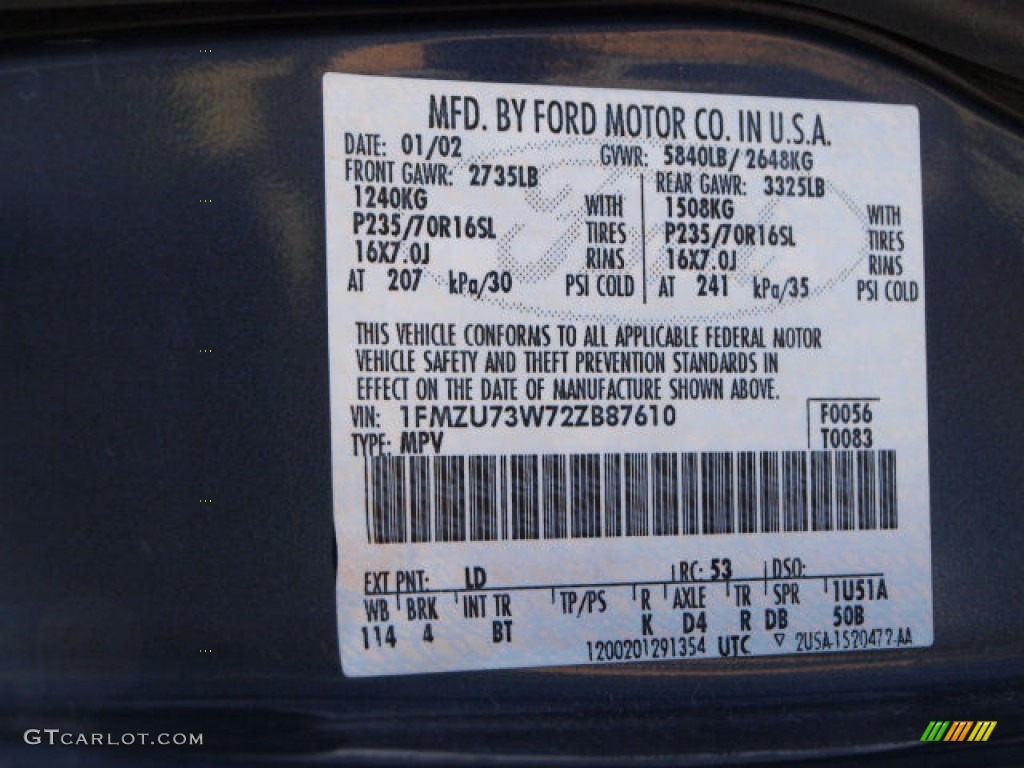 MFD. BY FORD MOTOR CO. IN U.S.A.
DATE: 01/02 GVWR: 5840LB/ 2648KG
FRONT GAWR: 2735LB REAR GAWR: 3325LB
1240KG WITH 1508KG WITH
P235/70R16SL TIRES P235/70R16SL TIRES
16X7.0J RIMS 16X7.0J RIMS
AT 207 kPa/30 PSI COLD AT 241 kPa/35 PSI COLD
THIS VEHICLE CONFORMS TO ALL APPLICABLE FEDERAL MOTOR
VEHICLE SAFETY AND THEFT PREVENTION STANDARDS IN
EFFECT ON THE DATE OF MANUFACTURE SHOWN ABOVE.
VIN: 1FMZU73W72ZB87610 F0056
TYPE: MPV T0083
EXT PNT: LD RC: 53 DSO:
WB BRK INT TR TP/PS R AXLE TR SPR 1U51A
114 4 BT K D4 R DB 50B
1200201291354 UTC
GTCARLOT.COM